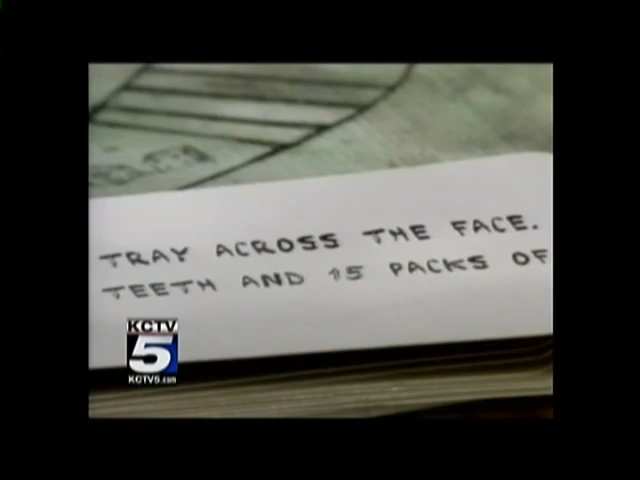 TRAY ACROSS THE FACE.
TEETH AND 15 PACKS OF
KCTV
5
KCTV5.com